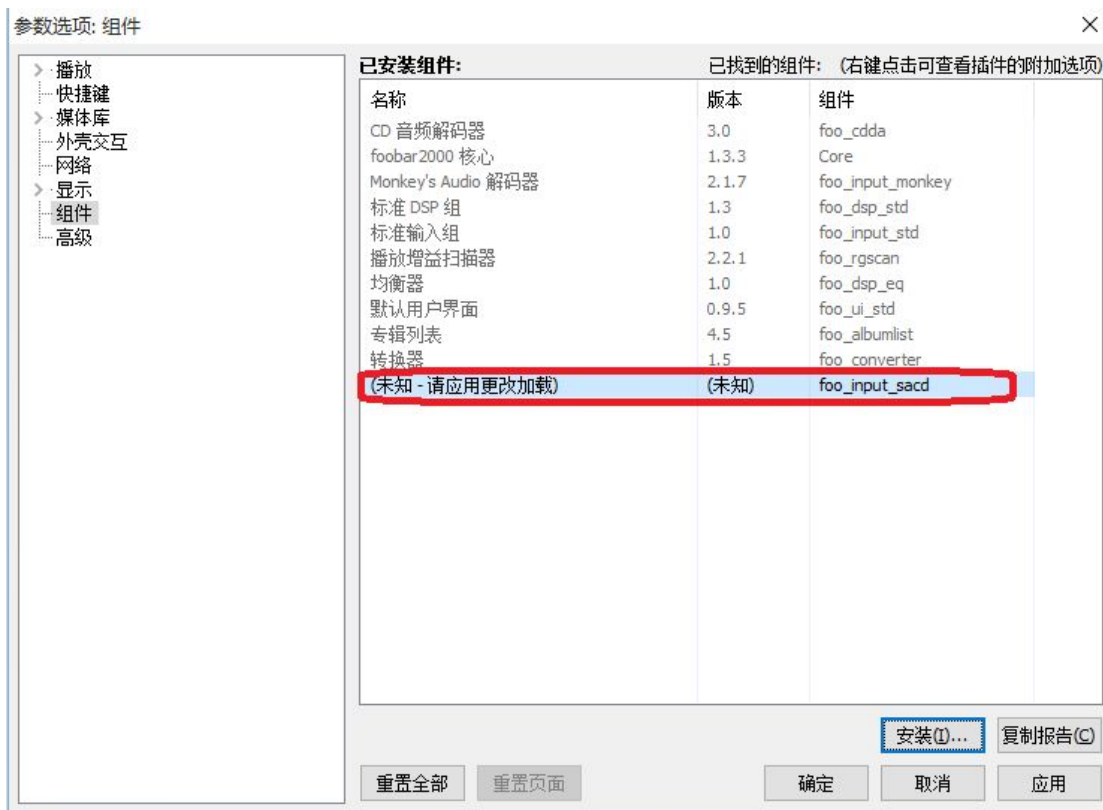 参数选项: 组件
播放
快捷键
媒体库
外壳交互
网络
显示
组件
高级
已安装组件: 已找到的组件: (右键点击可查看插件的附加选项)
名称 版本 组件
CD 音频解码器 3.0 foo_cdda
foobar2000 核心 1.3.3 Core
Monkey's Audio 解码器 2.1.7 foo_input_monkey
标准 DSP 组 1.3 foo_dsp_std
标准输入组 1.0 foo_input_std
播放增益扫描器 2.2.1 foo_rgscan
均衡器 1.0 foo_dsp_eq
默认用户界面 0.9.5 foo_ui_std
专辑列表 4.5 foo_albumlist
转换器 1.5 foo_converter
(未知 - 请应用更改加载) (未知) foo_input_sacd
安装(I)... 复制报告(C)
重置全部 重置页面 确定 取消 应用